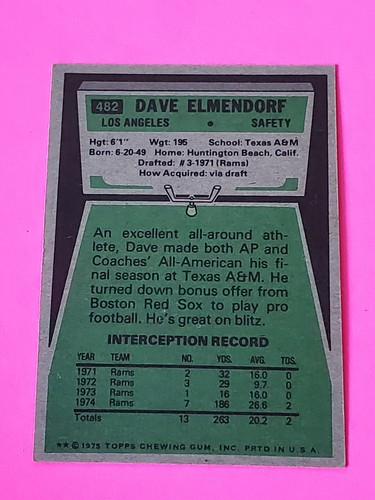 482 DAVE ELMENDORF
LOS ANGELES • SAFETY
Hgt: 6'1" Wgt: 195 School: Texas A&M
Born: 6-20-49 Home: Huntington Beach, Calif.
Drafted: #3-1971 (Rams)
How Acquired: via draft
An excellent all-around ath-
lete, Dave made both AP and
Coaches' All-American his fi-
nal season at Texas A&M. He
turned down bonus offer from
Boston Red Sox to play pro
football. He's great on blitz.
INTERCEPTION RECORD
YEAR TEAM NO. YDS. AVG. TDS.
1971 Rams 2 32 16.0 0
1972 Rams 3 29 9.7 0
1973 Rams 1 16 16.0 0
1974 Rams 7 186 26.6 2
Totals 13 263 20.2 2
★★ © 1975 TOPPS CHEWING GUM, INC. PRTD IN U.S.A.